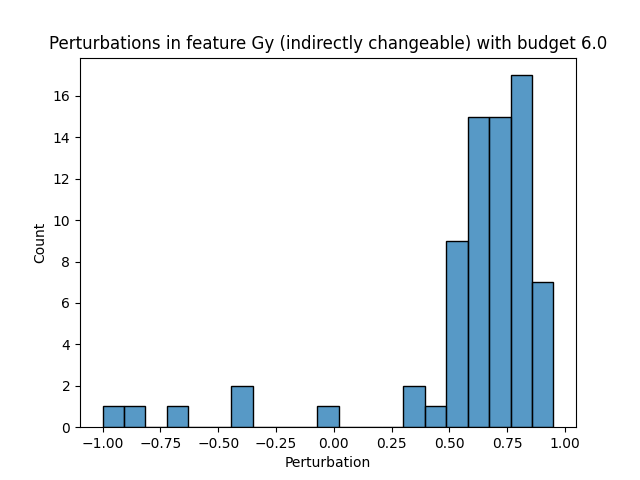 Perturbations in feature Gy (indirectly changeable) with budget 6.0
16
14
12
10
8
6
4
2
0
Count
−1.00 −0.75 −0.50 −0.25 0.00 0.25 0.50 0.75 1.00
Perturbation